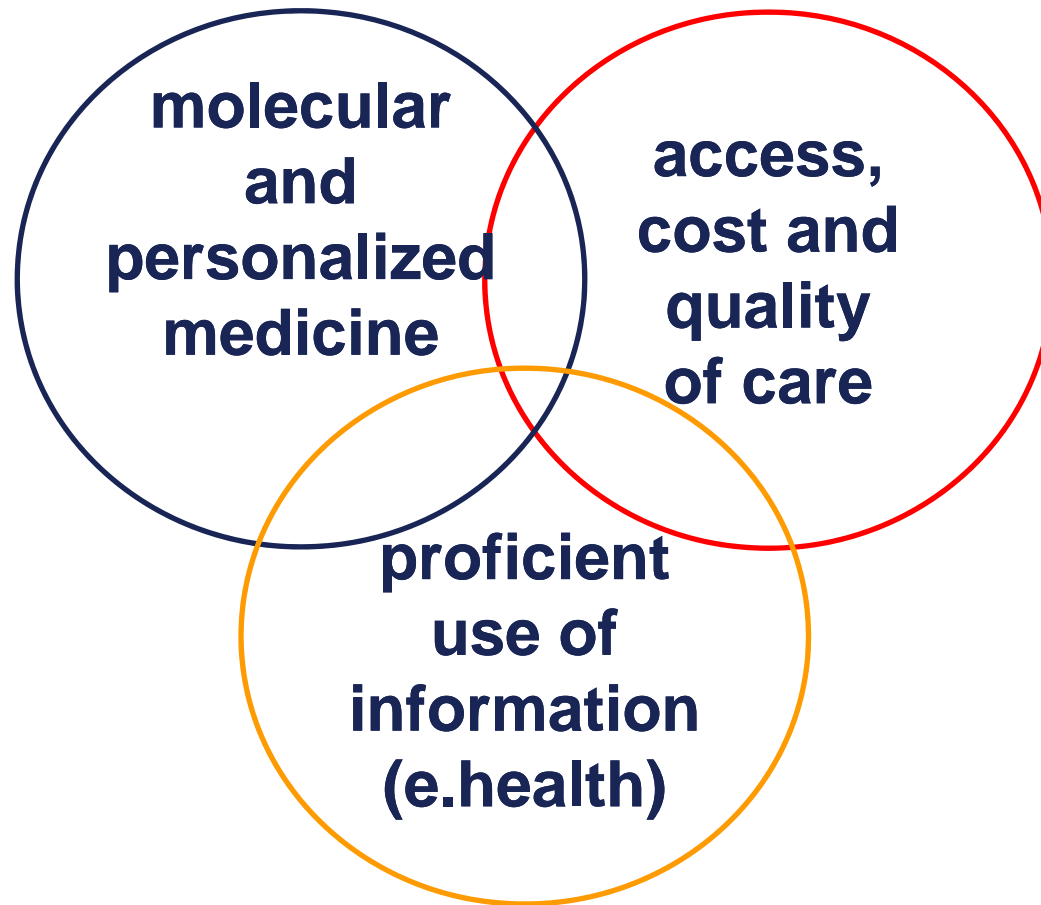 molecular
and
personalized
medicine
access,
cost and
quality
of care
proficient
use of
information
(e.health)